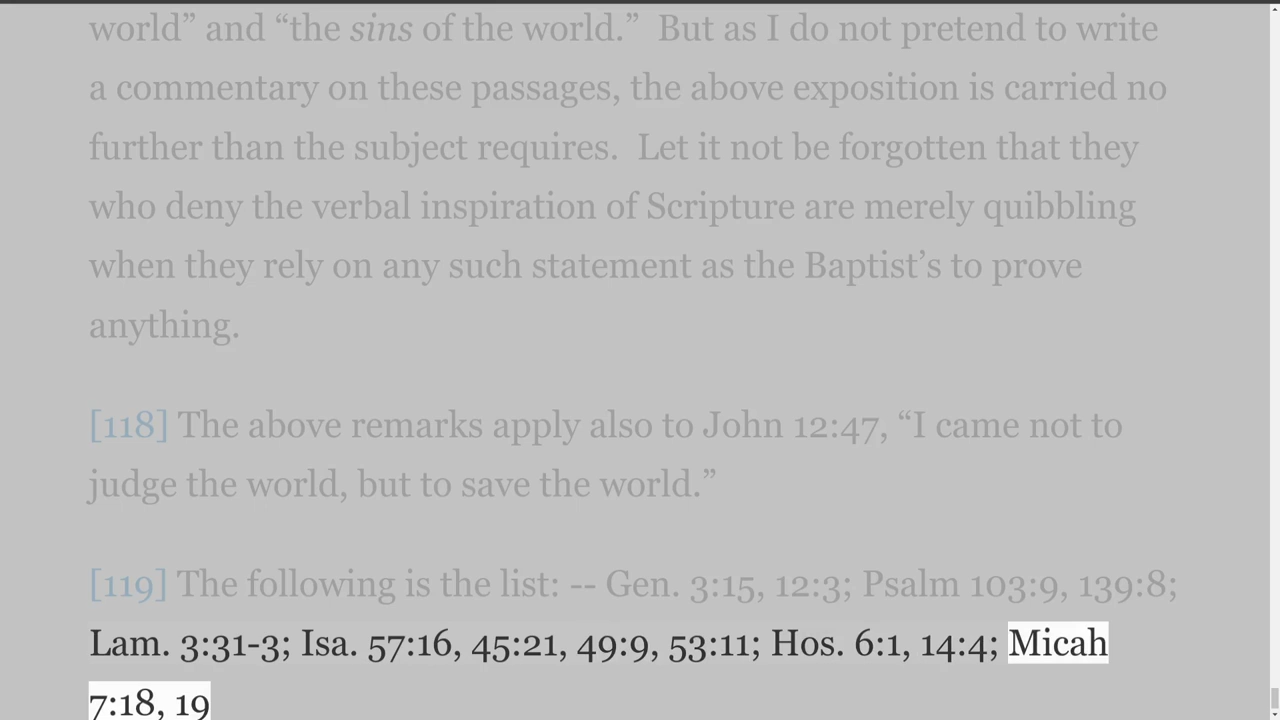 world” and “the sins of the world.”  But as I do not pretend to write
a commentary on these passages, the above exposition is carried no
further than the subject requires.  Let it not be forgotten that they
who deny the verbal inspiration of Scripture are merely quibbling
when they rely on any such statement as the Baptist’s to prove
anything.
[118] The above remarks apply also to John 12:47, “I came not to
judge the world, but to save the world.”
[119] The following is the list: -- Gen. 3:15, 12:3; Psalm 103:9, 139:8;
Lam. 3:31-3; Isa. 57:16, 45:21, 49:9, 53:11; Hos. 6:1, 14:4; Micah
7:18, 19